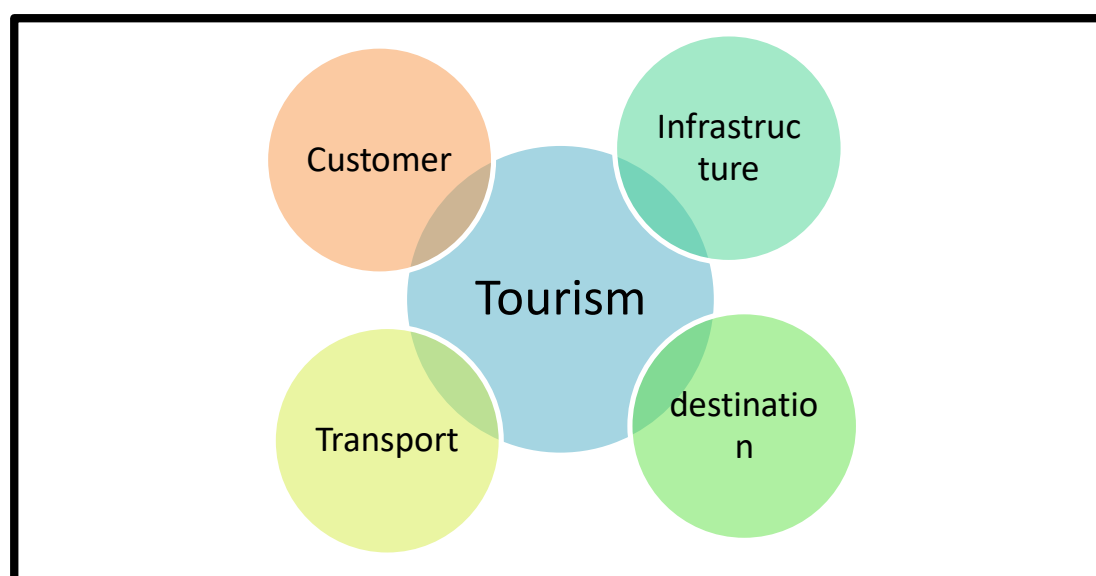 Customer
Infrastruc
ture
Tourism
Transport
destinatio
n